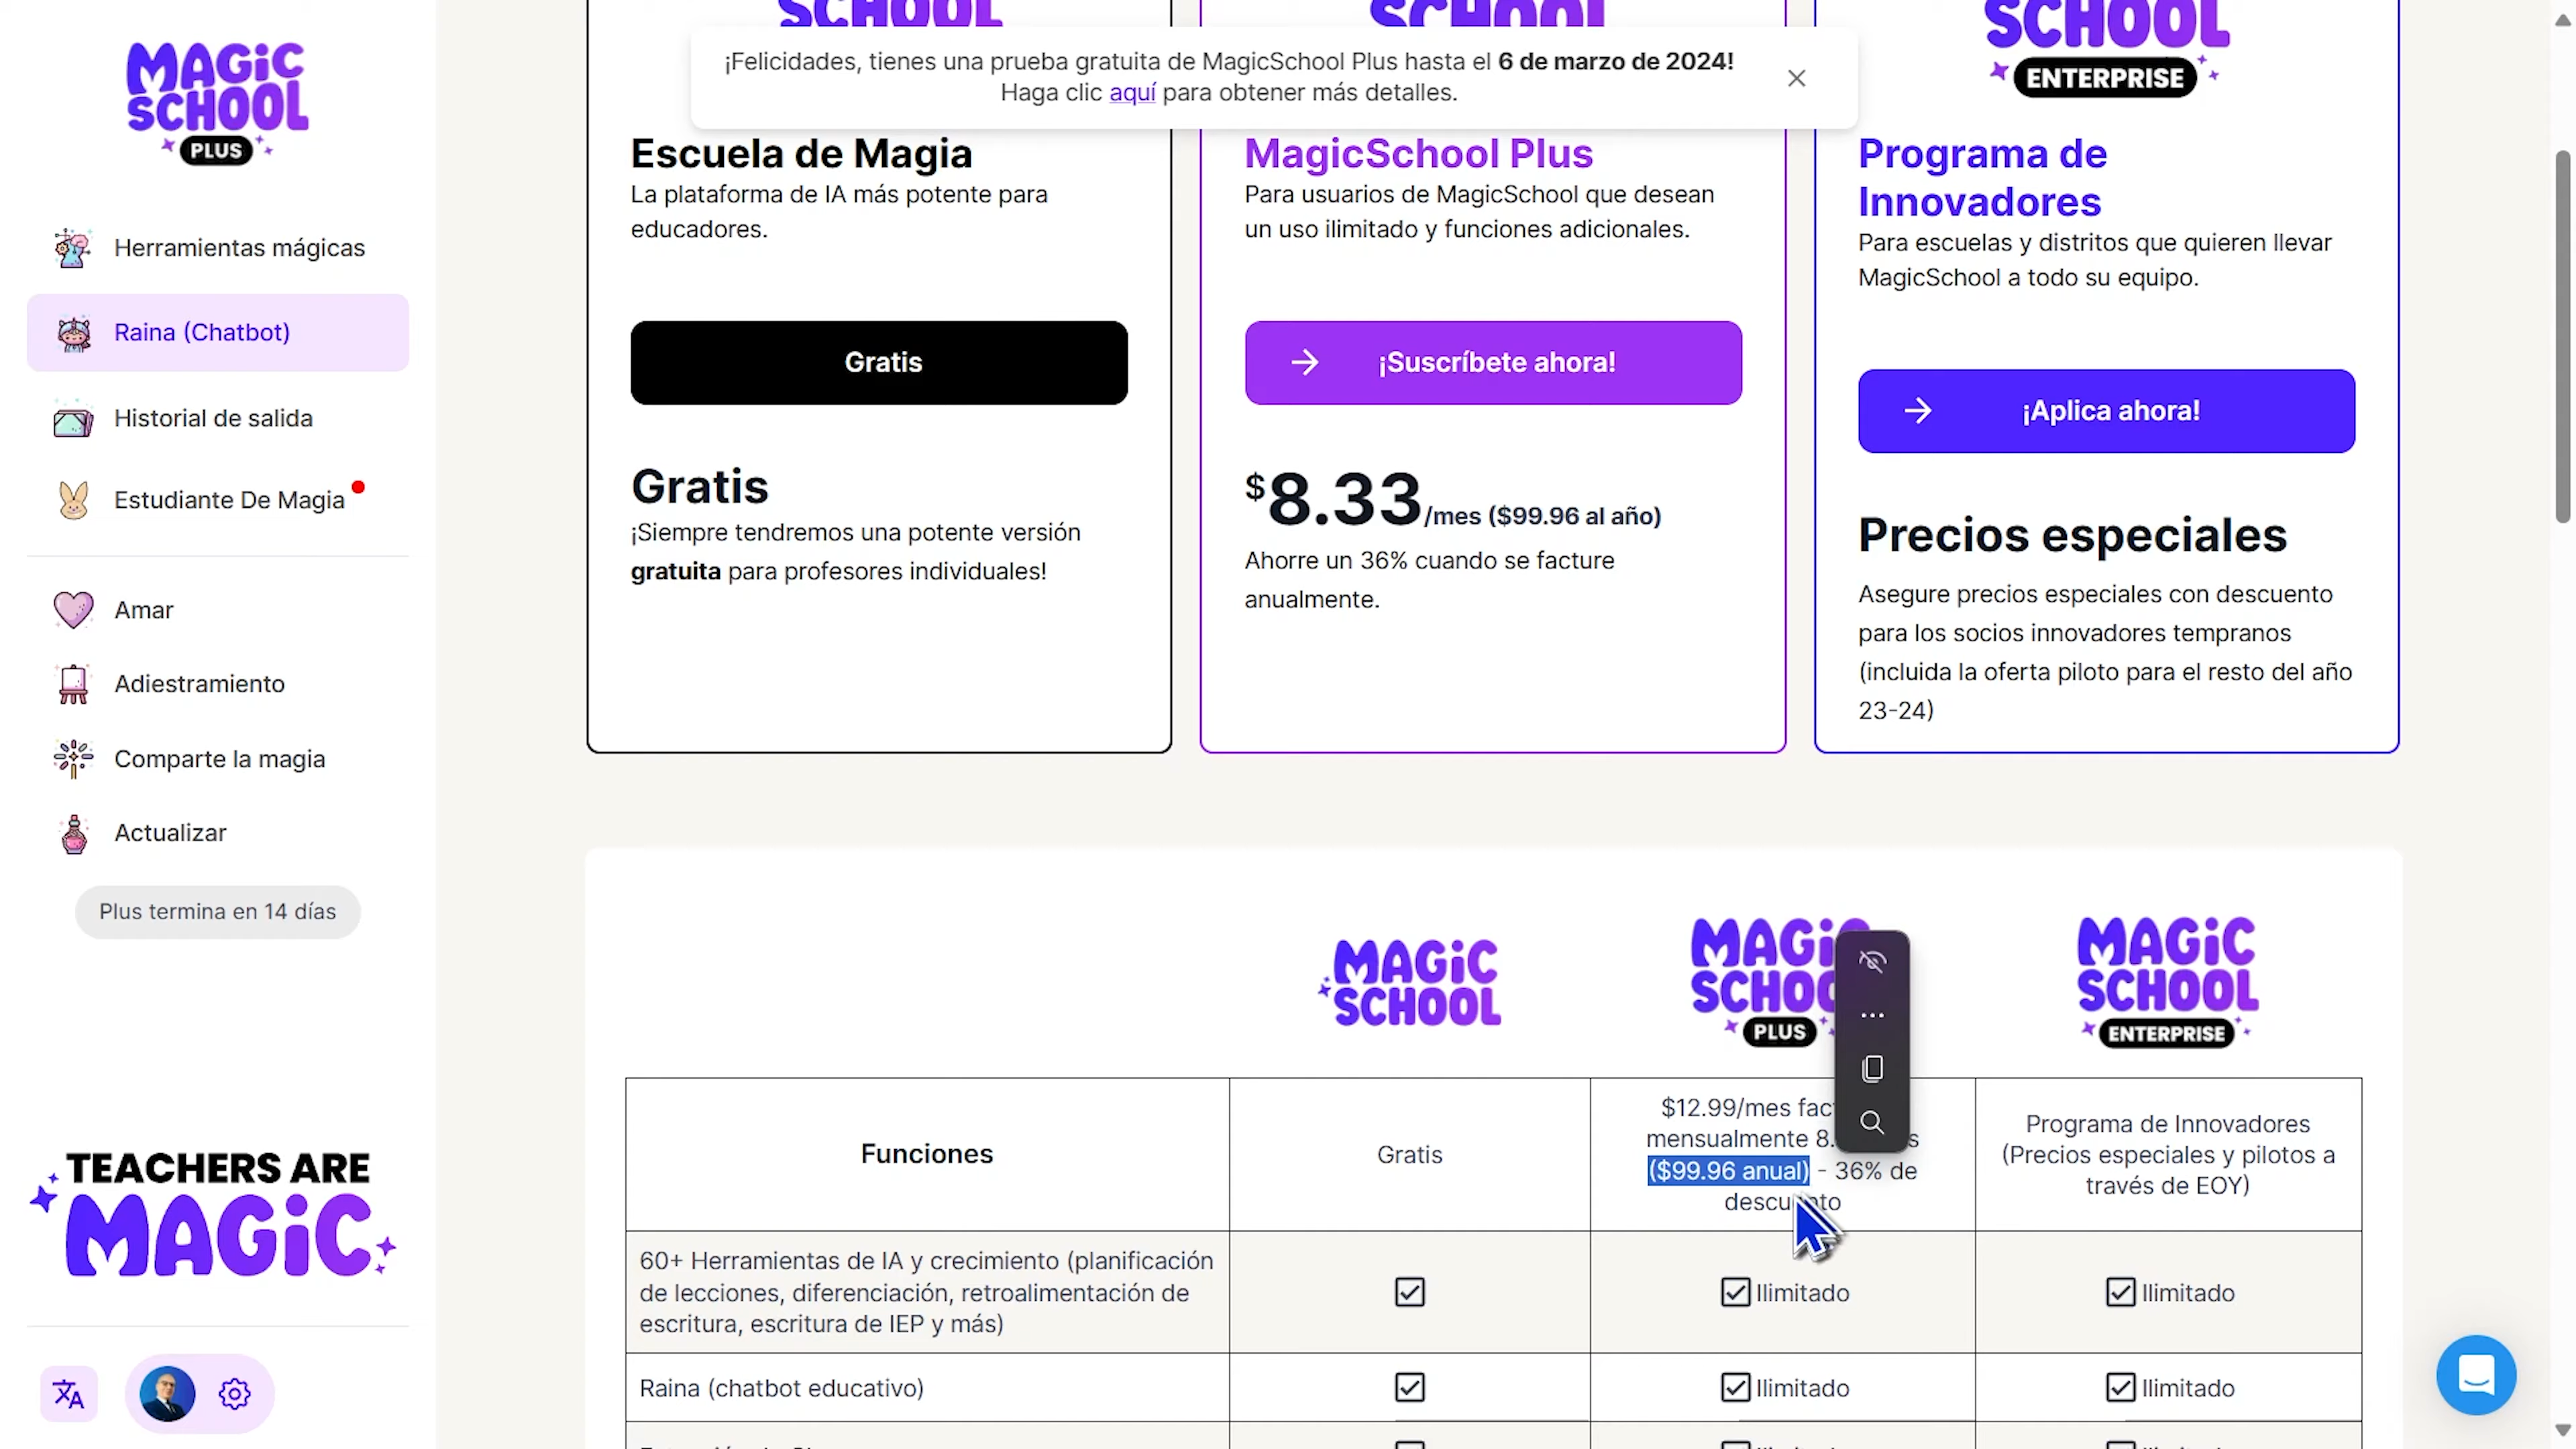 MAGiC
SCHOOL
PLUS
Herramientas mágicas
Raina (Chatbot)
Historial de salida
Estudiante De Magia
Amar
Adiestramiento
Comparte la magia
Actualizar
Plus termina en 14 días
TEACHERS ARE
MAGiC
¡Felicidades, tienes una prueba gratuita de MagicSchool Plus hasta el 6 de marzo de 2024!
Haga clic aquí para obtener más detalles.
SCHOOL
Escuela de Magia
La plataforma de IA más potente para
educadores.
Gratis
Gratis
¡Siempre tendremos una potente versión
gratuita para profesores individuales!
SCHOOL
MagicSchool Plus
Para usuarios de MagicSchool que desean
un uso ilimitado y funciones adicionales.
¡Suscríbete ahora!
$8.33/mes ($99.96 al año)
Ahorre un 36% cuando se facture
anualmente.
SCHOOL
ENTERPRISE
Programa de
Innovadores
Para escuelas y distritos que quieren llevar
MagicSchool a todo su equipo.
¡Aplica ahora!
Precios especiales
Asegure precios especiales con descuento
para los socios innovadores tempranos
(incluida la oferta piloto para el resto del año
23-24)
MAGiC
SCHOOL
MAGiC
SCHOOL
PLUS
MAGiC
SCHOOL
ENTERPRISE
Funciones
Gratis
$12.99/mes
mensualmente
($99.96 anual) - 36% de
descuento
Programa de Innovadores
(Precios especiales y pilotos a
través de EOY)
60+ Herramientas de IA y crecimiento (planificación
de lecciones, diferenciación, retroalimentación de
escritura, escritura de IEP y más)
Ilimitado
Ilimitado
Raina (chatbot educativo)
Ilimitado
Ilimitado